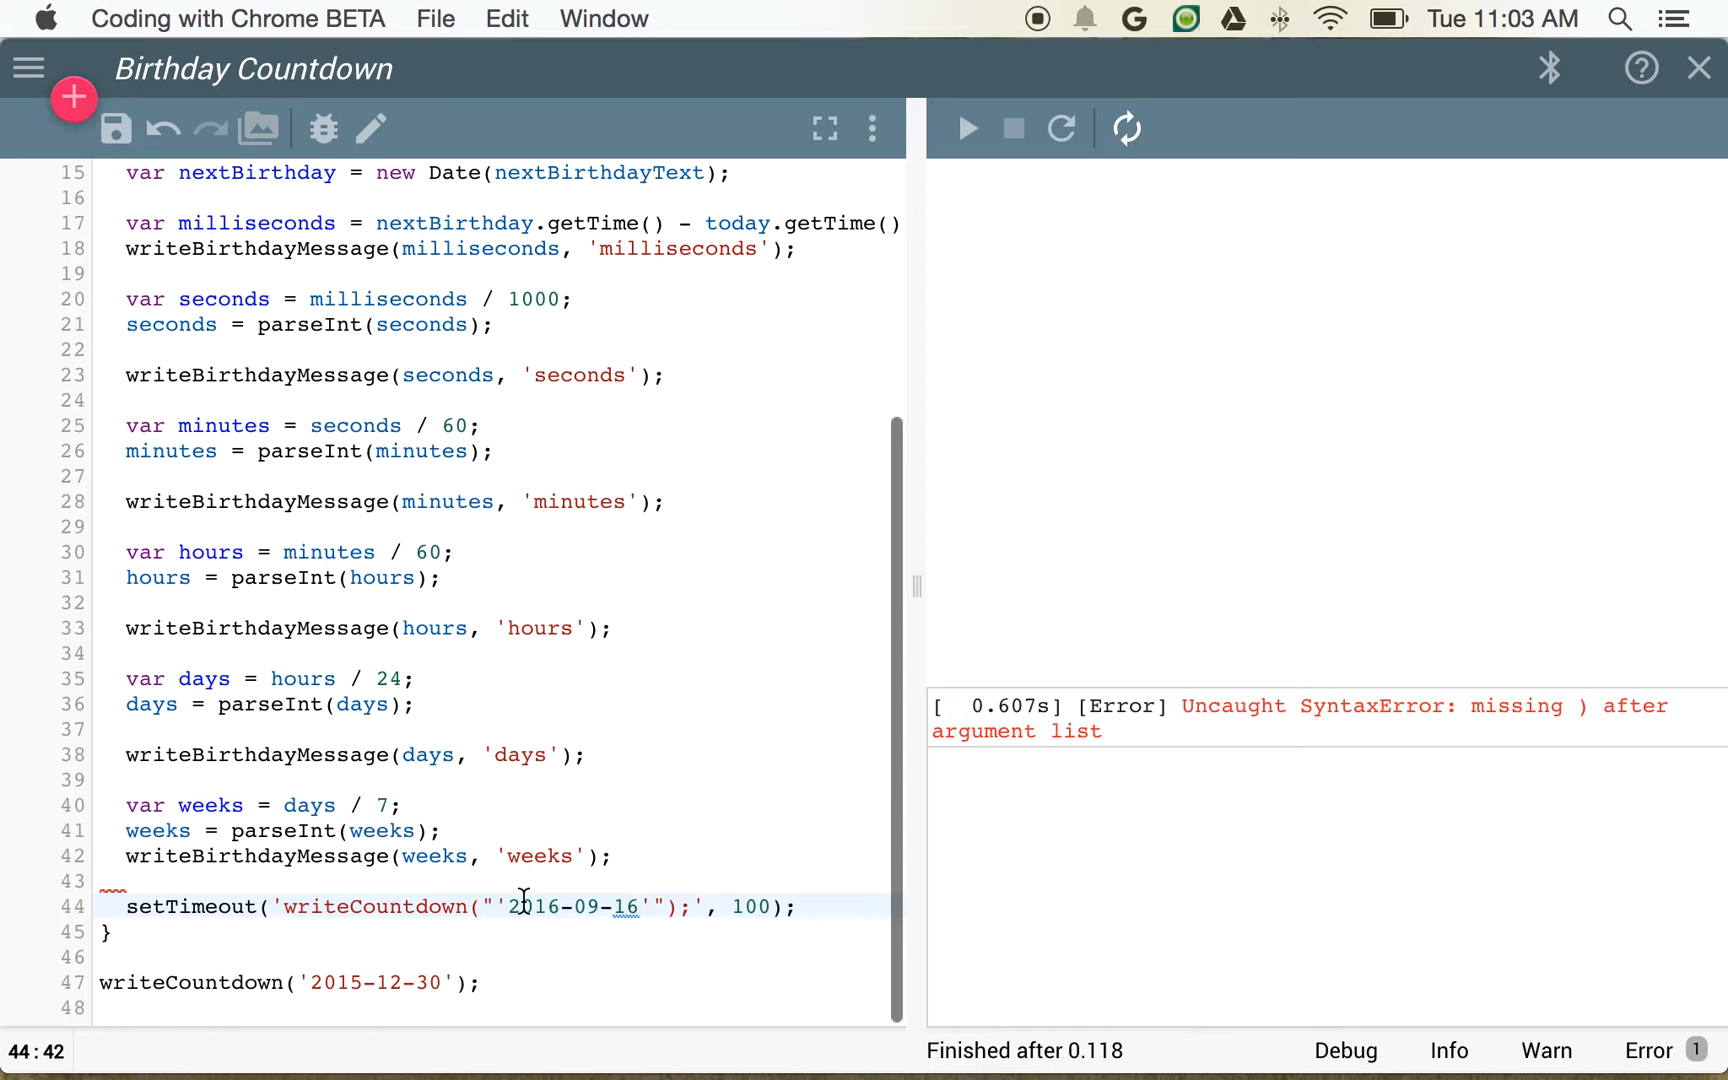 Coding with Chrome BETA File Edit Window Tue 11:03 AM
Birthday Countdown
15 var nextBirthday = new Date(nextBirthdayText);
16
17 var milliseconds = nextBirthday.getTime() - today.getTime()
18 writeBirthdayMessage(milliseconds, 'milliseconds');
19
20 var seconds = milliseconds / 1000;
21 seconds = parseInt(seconds);
22
23 writeBirthdayMessage(seconds, 'seconds');
24
25 var minutes = seconds / 60;
26 minutes = parseInt(minutes);
27
28 writeBirthdayMessage(minutes, 'minutes');
29
30 var hours = minutes / 60;
31 hours = parseInt(hours);
32
33 writeBirthdayMessage(hours, 'hours');
34
35 var days = hours / 24;
36 days = parseInt(days);
37
38 writeBirthdayMessage(days, 'days');
39
40 var weeks = days / 7;
41 weeks = parseInt(weeks);
42 writeBirthdayMessage(weeks, 'weeks');
43
44 setTimeout('writeCountdown("'2016-09-16'");', 100);
45 }
46
47 writeCountdown('2015-12-30');
48
44:42
[ 0.607s] [Error] Uncaught SyntaxError: missing ) after
argument list
Finished after 0.118 Debug Info Warn Error 1